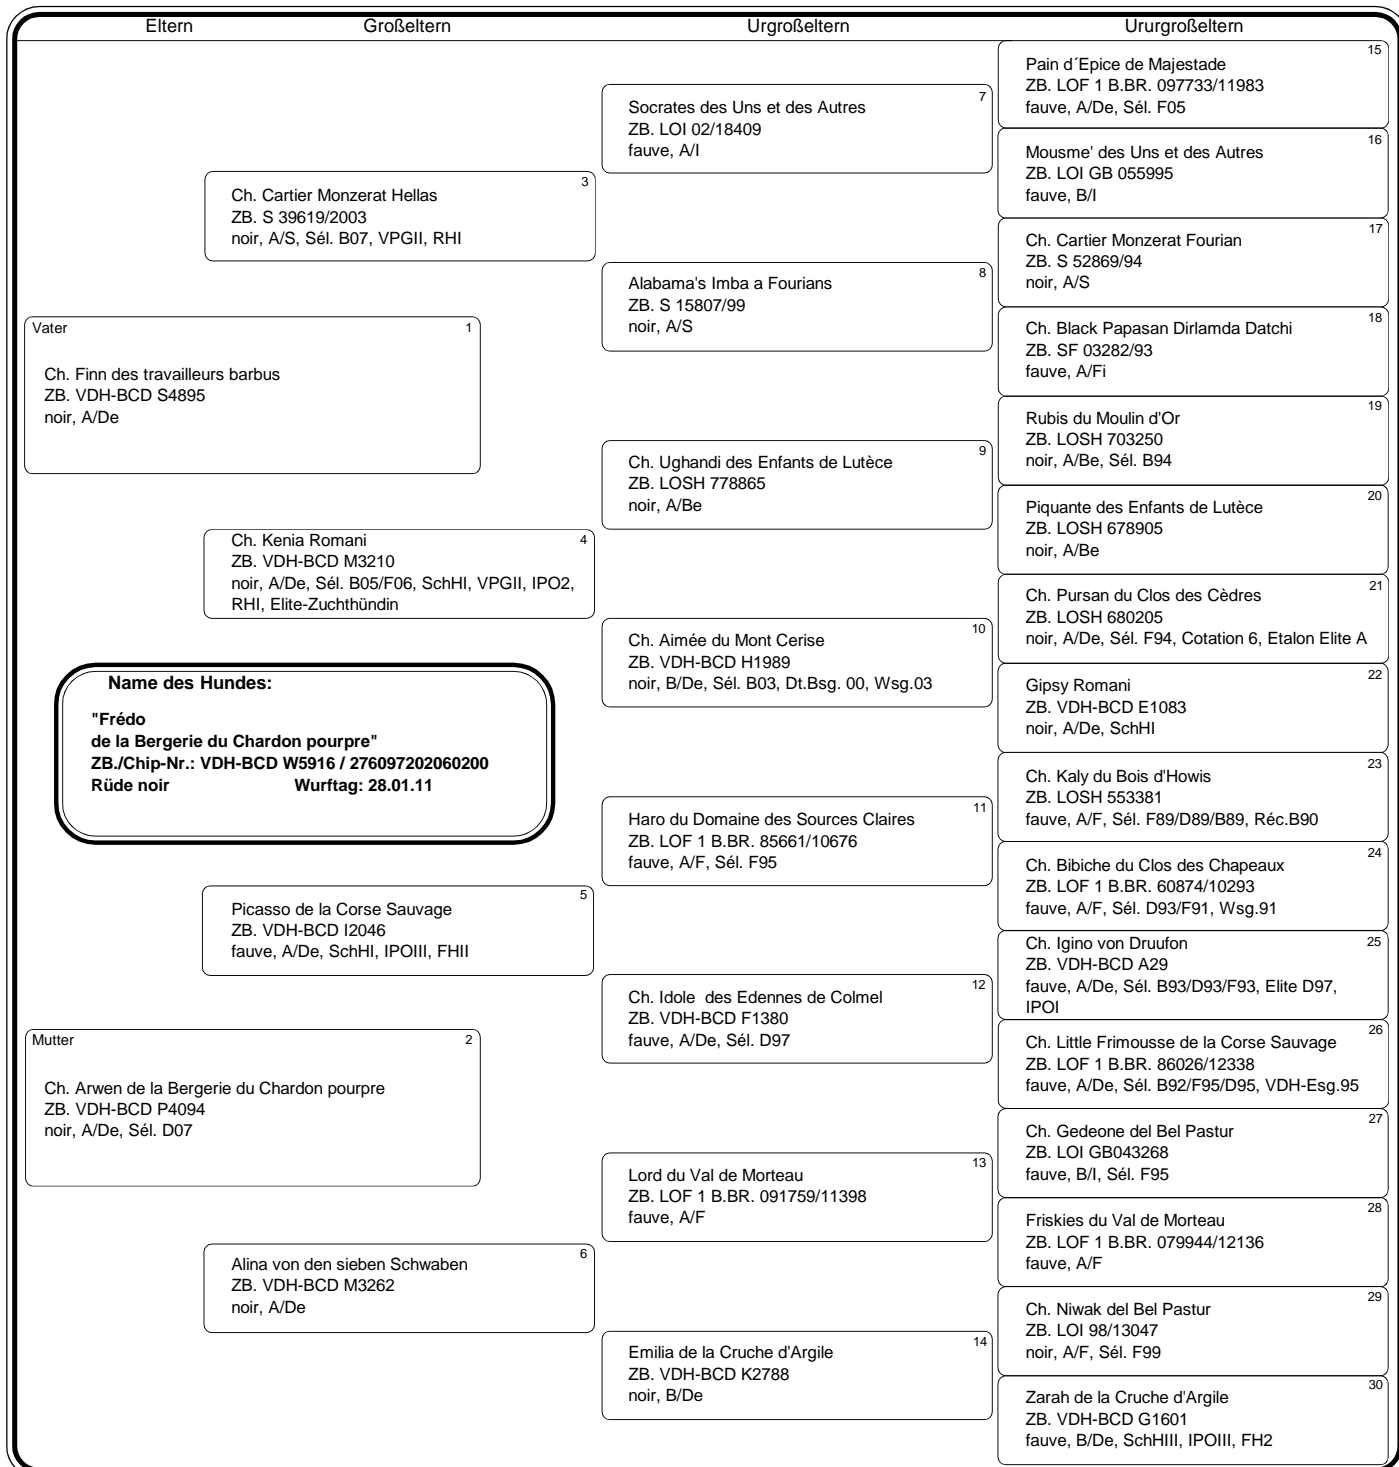 Eltern Großeltern Urgroßeltern Ururgroßeltern
Vater 1
Ch. Finn des travailleurs barbus
ZB. VDH-BCD S4895
noir, A/De
Mutter 2
Ch. Arwen de la Bergerie du Chardon pourpre
ZB. VDH-BCD P4094
noir, A/De, Sél. D07
Name des Hundes:
"Frédo
de la Bergerie du Chardon pourpre"
ZB./Chip-Nr.: VDH-BCD W5916 / 276097202060200
Rüde noir Wurftag: 28.01.11
3
Ch. Cartier Monzerat Hellas
ZB. S 39619/2003
noir, A/S, Sél. B07, VPGII, RHI
4
Ch. Kenia Romani
ZB. VDH-BCD M3210
noir, A/De, Sél. B05/F06, SchHI, VPGII, IPO2,
RHI, Elite-Zuchthündin
5
Picasso de la Corse Sauvage
ZB. VDH-BCD I2046
fauve, A/De, SchHI, IPOIII, FHII
6
Alina von den sieben Schwaben
ZB. VDH-BCD M3262
noir, A/De
7
Socrates des Uns et des Autres
ZB. LOI 02/18409
fauve, A/I
8
Alabama's Imba a Fourians
ZB. S 15807/99
noir, A/S
9
Ch. Ughandi des Enfants de Lutèce
ZB. LOSH 778865
noir, A/Be
10
Ch. Aimée du Mont Cerise
ZB. VDH-BCD H1989
noir, B/De, Sél. B03, Dt.Bsg. 00, Wsg.03
11
Haro du Domaine des Sources Claires
ZB. LOF 1 B.BR. 85661/10676
fauve, A/F, Sél. F95
12
Ch. Idole des Edennes de Colmel
ZB. VDH-BCD F1380
fauve, A/De, Sél. D97
13
Lord du Val de Morteau
ZB. LOF 1 B.BR. 091759/11398
fauve, A/F
14
Emilia de la Cruche d'Argile
ZB. VDH-BCD K2788
noir, B/De
15
Pain d´Epice de Majestade
ZB. LOF 1 B.BR. 097733/11983
fauve, A/De, Sél. F05
16
Mousme' des Uns et des Autres
ZB. LOI GB 055995
fauve, B/I
17
Ch. Cartier Monzerat Fourian
ZB. S 52869/94
noir, A/S
18
Ch. Black Papasan Dirlamda Datchi
ZB. SF 03282/93
fauve, A/Fi
19
Rubis du Moulin d'Or
ZB. LOSH 703250
noir, A/Be, Sél. B94
20
Piquante des Enfants de Lutèce
ZB. LOSH 678905
noir, A/Be
21
Ch. Pursan du Clos des Cèdres
ZB. LOSH 680205
noir, A/De, Sél. F94, Cotation 6, Etalon Elite A
22
Gipsy Romani
ZB. VDH-BCD E1083
noir, A/De, SchHI
23
Ch. Kaly du Bois d'Howis
ZB. LOSH 553381
fauve, A/F, Sél. F89/D89/B89, Réc.B90
24
Ch. Bibiche du Clos des Chapeaux
ZB. LOF 1 B.BR. 60874/10293
fauve, A/F, Sél. D93/F91, Wsg.91
25
Ch. Igino von Druufon
ZB. VDH-BCD A29
fauve, A/De, Sél. B93/D93/F93, Elite D97,
IPOI
26
Ch. Little Frimousse de la Corse Sauvage
ZB. LOF 1 B.BR. 86026/12338
fauve, A/De, Sél. B92/F95/D95, VDH-Esg.95
27
Ch. Gedeone del Bel Pastur
ZB. LOI GB043268
fauve, B/I, Sél. F95
28
Friskies du Val de Morteau
ZB. LOF 1 B.BR. 079944/12136
fauve, A/F
29
Ch. Niwak del Bel Pastur
ZB. LOI 98/13047
noir, A/F, Sél. F99
30
Zarah de la Cruche d'Argile
ZB. VDH-BCD G1601
fauve, B/De, SchHIII, IPOIII, FH2